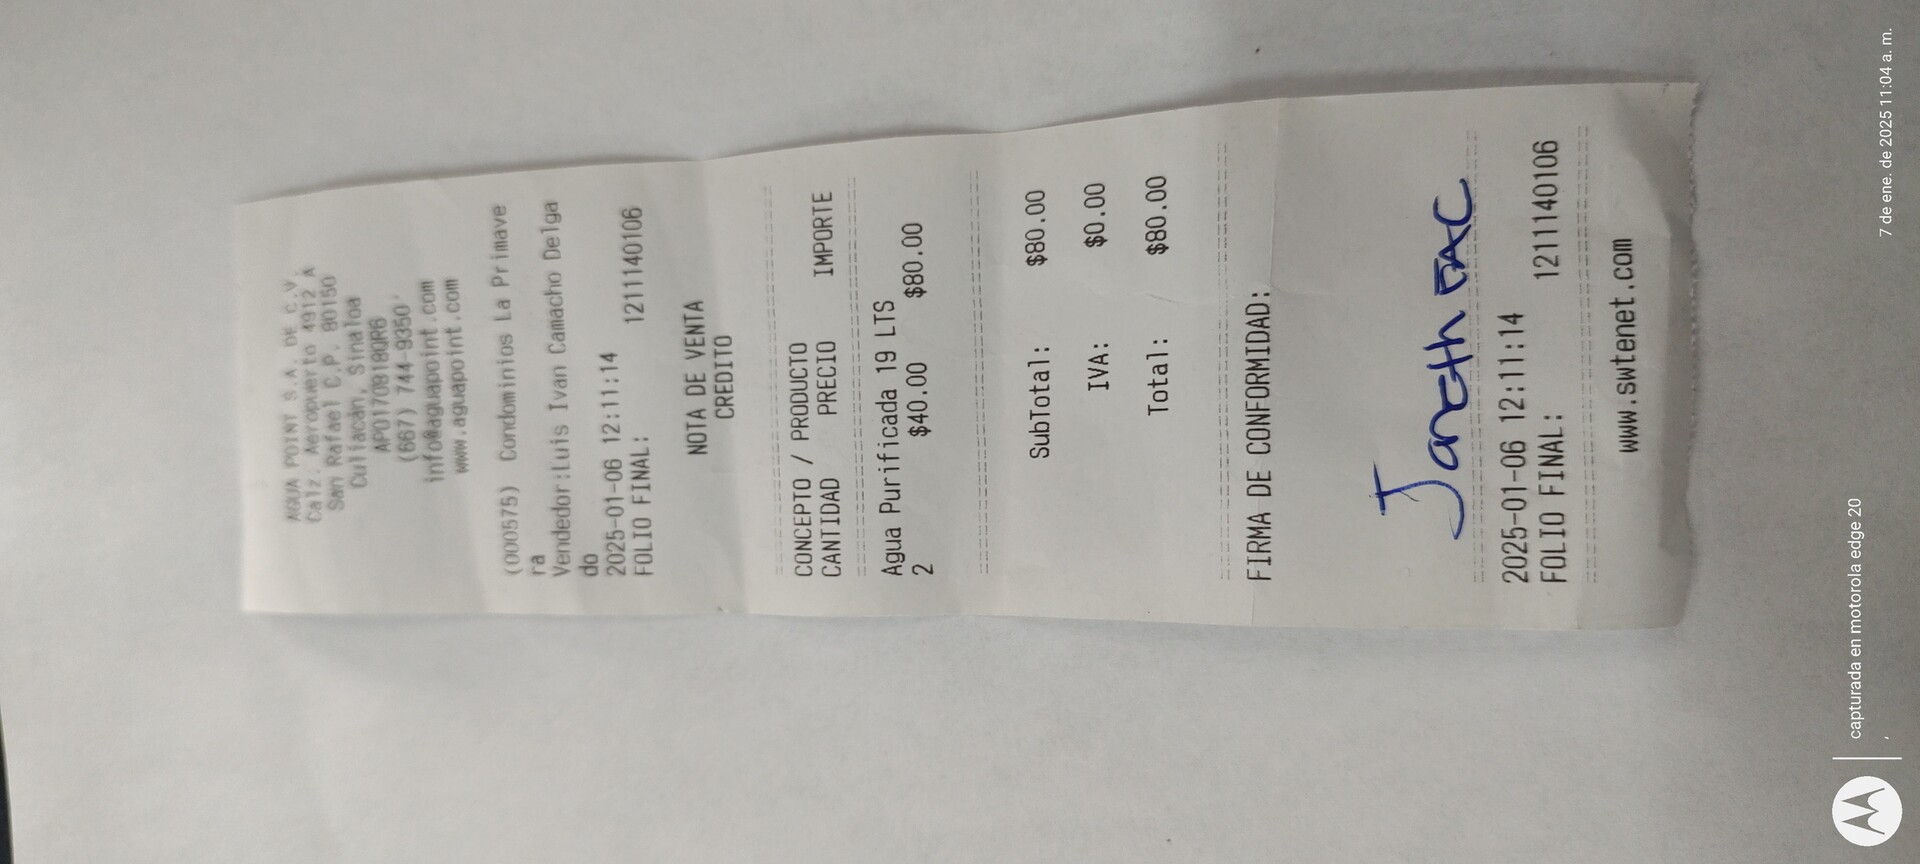 AGUA POINT S.A. DE C.V.
Calz. Aeropuerto 4912 A
San Rafael C.P. 80150
Culiacán, Sinaloa
APO170918QR6
(667) 744-9350
info@aguapoint.com
www.aguapoint.com
(000575) Condominios La Primave
ra
Vendedor:Luis Ivan Camacho Delga
do
2025-01-06 12:11:14
FOLIO FINAL: 1211140106
NOTA DE VENTA
CREDITO
CONCEPTO / PRODUCTO
CANTIDAD PRECIO IMPORTE
Agua Purificada 19 LTS
2 $40.00 $80.00
SubTotal: $80.00
IVA: $0.00
Total: $80.00
FIRMA DE CONFORMIDAD:
2025-01-06 12:11:14
FOLIO FINAL: 1211140106
www.swtenet.com
capturada en motorola edge 20
7 de ene. de 2025 11:04 a. m.